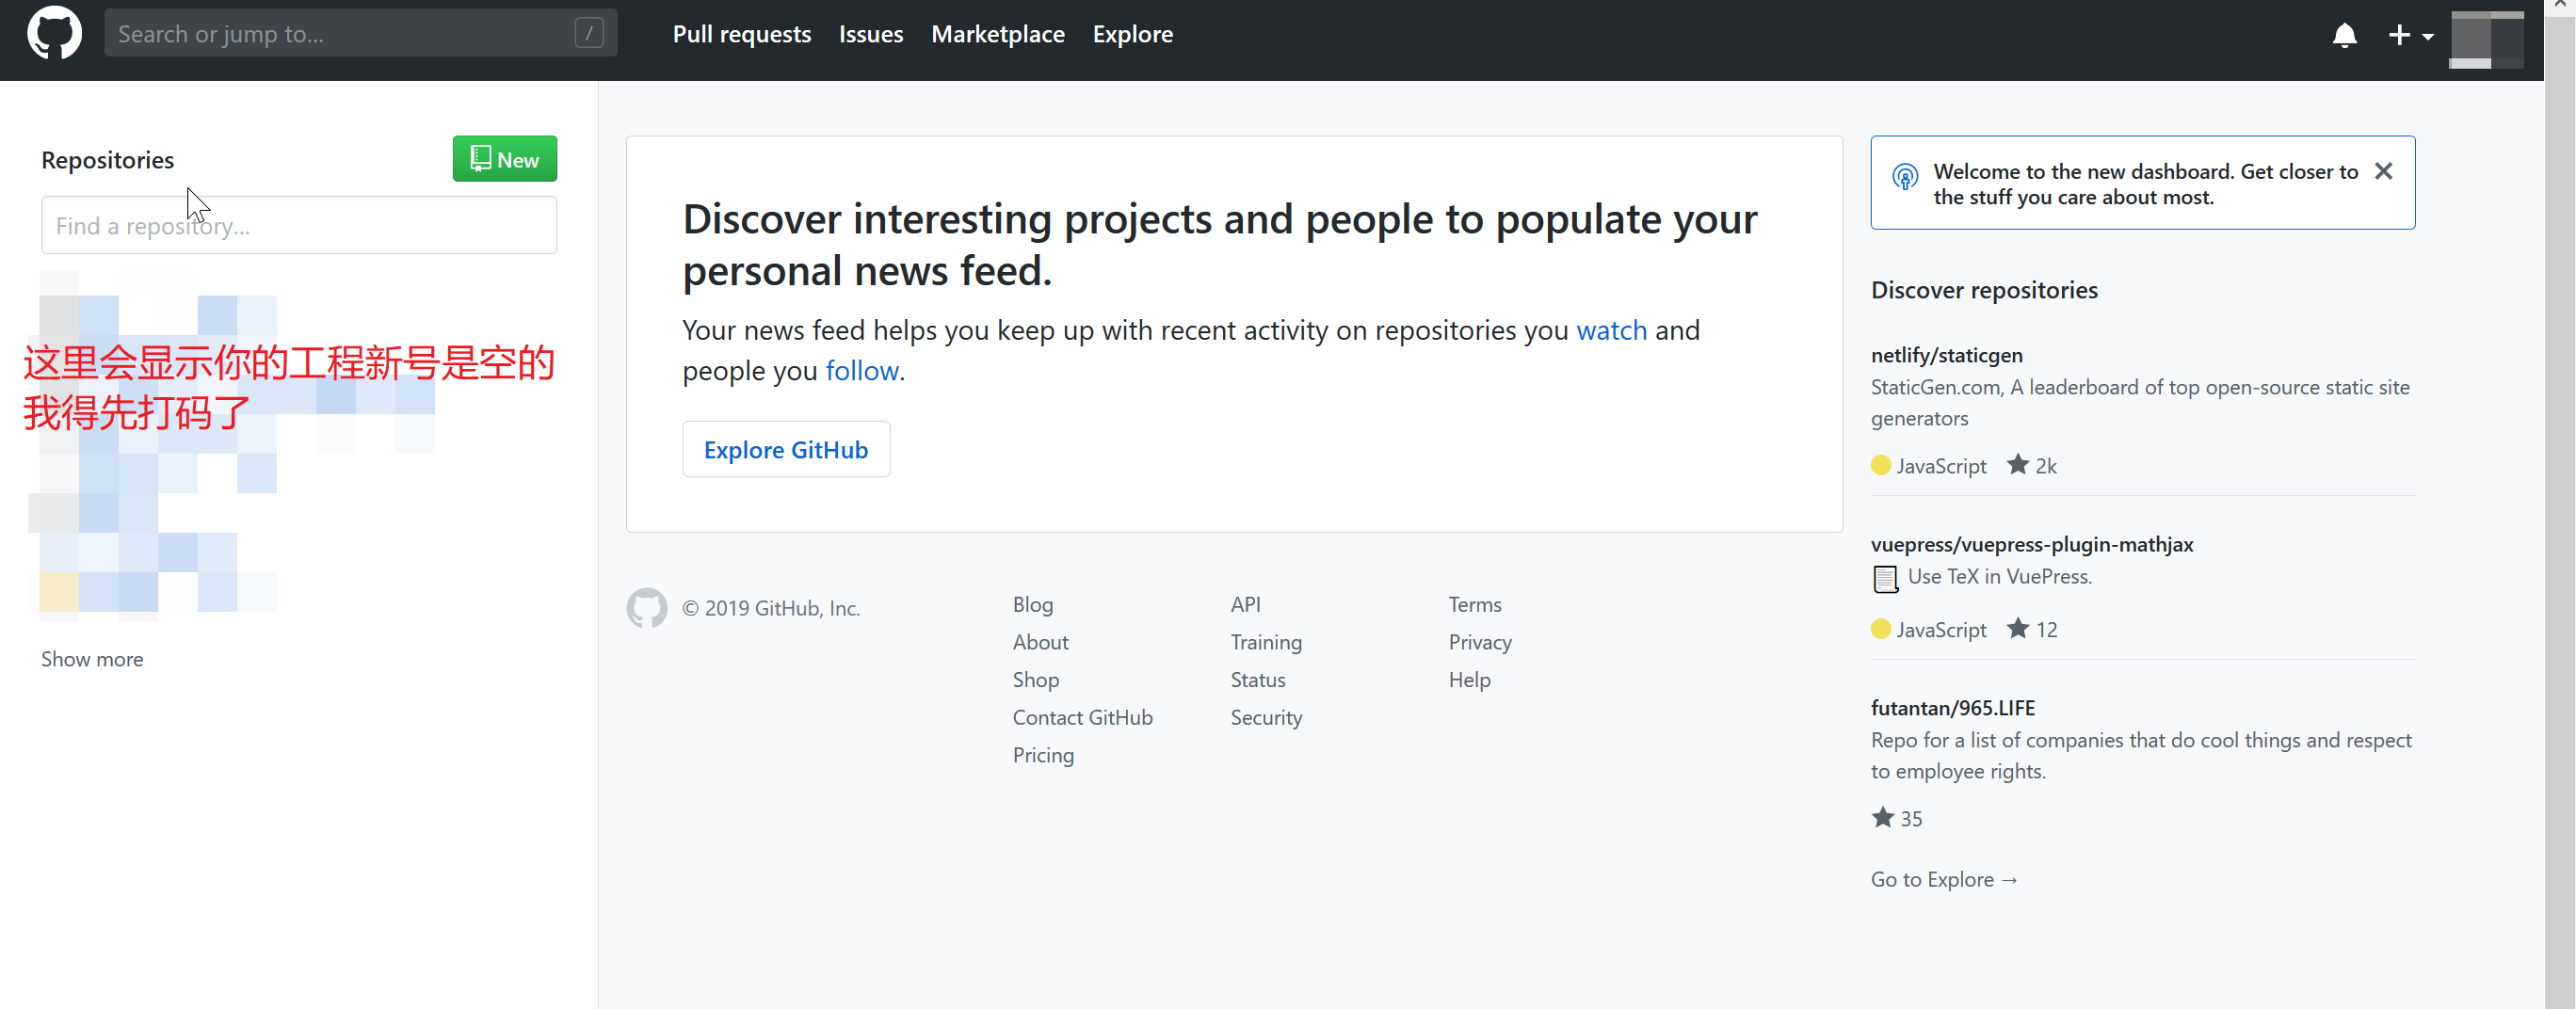 Search or jump to...
/
Pull requests
Issues
Marketplace
Explore
Repositories
New
Find a repository...
这里会显示你的工程新号是空的
我得先打码了
Show more
Discover interesting projects and people to populate your
personal news feed.
Your news feed helps you keep up with recent activity on repositories you watch and
people you follow.
Explore GitHub
© 2019 GitHub, Inc.
Blog
About
Shop
Contact GitHub
Pricing
API
Training
Status
Security
Terms
Privacy
Help
Welcome to the new dashboard. Get closer to
the stuff you care about most.
Discover repositories
netlify/staticgen
StaticGen.com, A leaderboard of top open-source static site
generators
JavaScript ★ 2k
vuepress/vuepress-plugin-mathjax
Use TeX in VuePress.
JavaScript ★ 12
futantan/965.LIFE
Repo for a list of companies that do cool things and respect
to employee rights.
★ 35
Go to Explore →